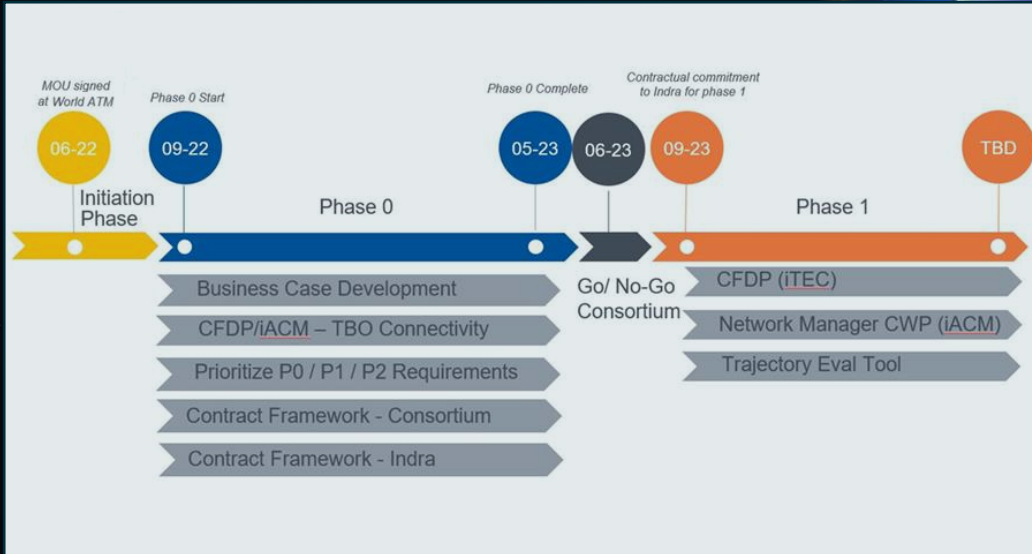 MOU signed
at World ATM
Phase 0 Start
Phase 0 Complete
Contractual commitment
to Indra for phase 1
06-22
09-22
05-23
06-23
09-23
TBD
Initiation
Phase
Phase 0
Phase 1
Business Case Development
CFDP/iACM – TBO Connectivity
Prioritize P0 / P1 / P2 Requirements
Contract Framework - Consortium
Contract Framework - Indra
Go/ No-Go
Consortium
CFDP (iTEC)
Network Manager CWP (iACM)
Trajectory Eval Tool